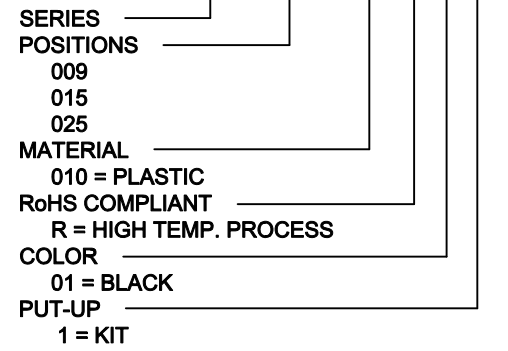 SERIES
POSITIONS
009
015
025
MATERIAL
010 = PLASTIC
RoHS COMPLIANT
R = HIGH TEMP. PROCESS
COLOR
01 = BLACK
PUT-UP
1 = KIT